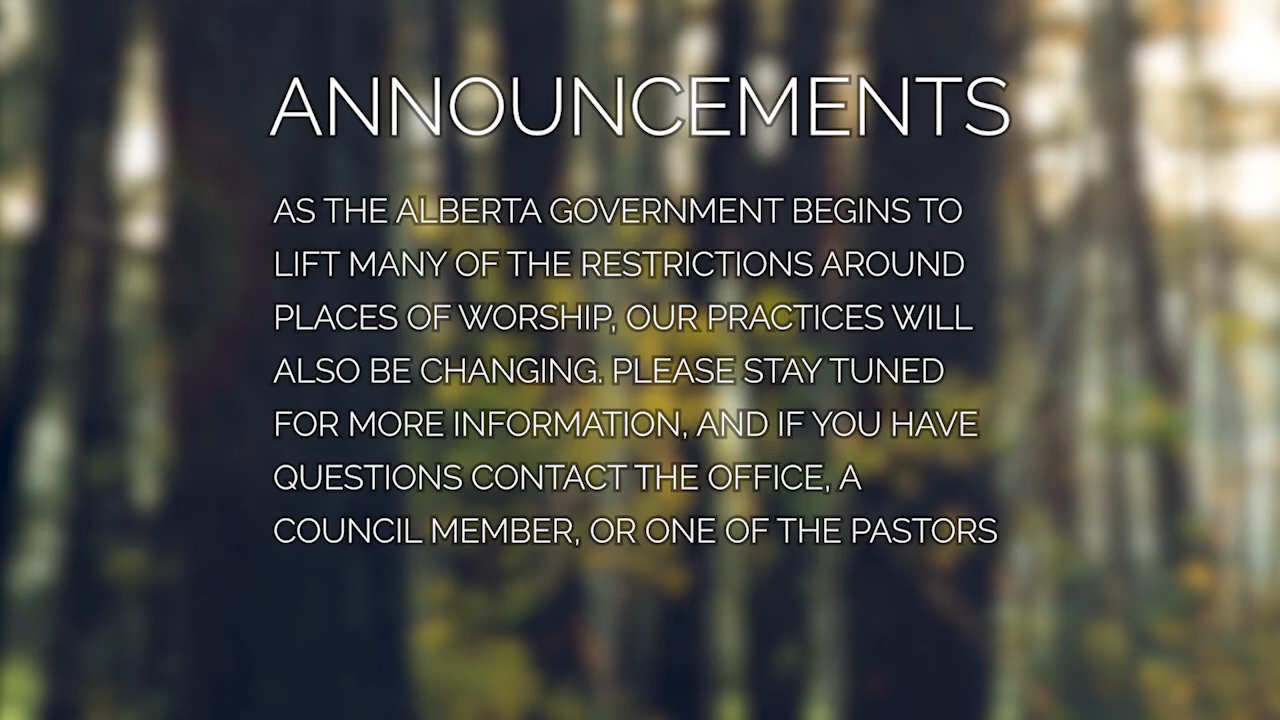 ANNOUNCEMENTS
AS THE ALBERTA GOVERNMENT BEGINS TO
LIFT MANY OF THE RESTRICTIONS AROUND
PLACES OF WORSHIP, OUR PRACTICES WILL
ALSO BE CHANGING. PLEASE STAY TUNED
FOR MORE INFORMATION, AND IF YOU HAVE
QUESTIONS CONTACT THE OFFICE, A
COUNCIL MEMBER, OR ONE OF THE PASTORS